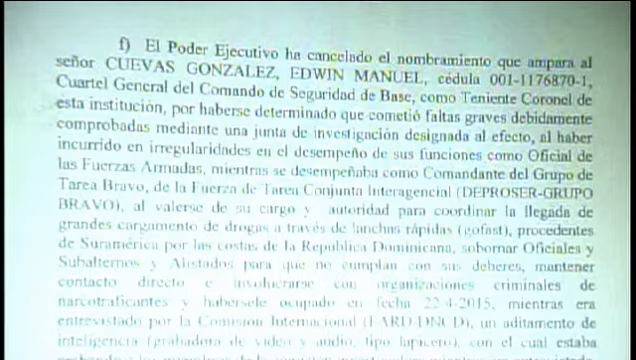 f) El Poder Ejecutivo ha cancelado el nombramiento que ampara al
señor CUEVAS GONZALEZ, EDWIN MANUEL, cédula 001-1176870-1,
Cuartel General del Comando de Seguridad de Base, como Teniente Coronel de
esta institución, por haberse determinado que cometió faltas graves debidamente
comprobadas mediante una junta de investigación designada al efecto, al haber
incurrido en irregularidades en el desempeño de sus funciones como Oficial de
las Fuerzas Armadas, mientras se desempeñaba como Comandante del Grupo de
Tarea Bravo, de la Fuerza de Tarea Conjunta Interagencial (DEPROSER-GRUPO
BRAVO), al valerse de su cargo y autoridad para coordinar la llegada de
grandes cargamento de drogas a través de lanchas rápidas (gofast), procedentes
de Suramérica por las costas de la Republica Dominicana, sobornar Oficiales y
Subalternos y Alistados para que no cumplan con sus deberes, mantener
contacto directo e involucrarse con organizaciones criminales de
narcotraficantes y habérsele ocupado en fecha 22-4-2015, mientras era
entrevistado por la Comisión Internacional (FARD-DNCD), un aditamento de
inteligencia (grabadora de video y audio, tipo lapicero), con el cual estaba